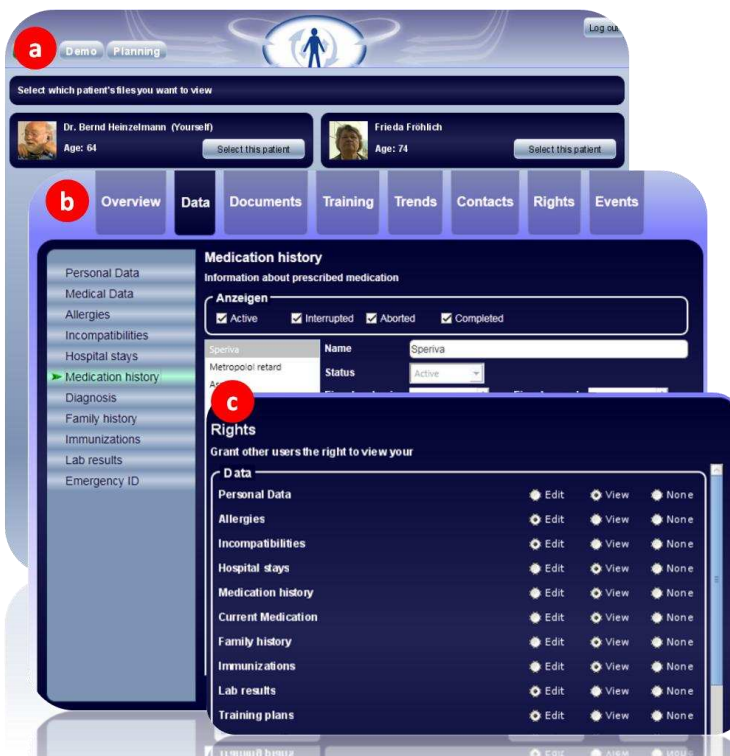 a
Demo Planning
Log ou
Select which patient's files you want to view
Dr. Bernd Heinzelmann (Yourself)
Age: 64
Select this patient
Frieda Fröhlich
Age: 74
Select this patient
b
Overview Data Documents Training Trends Contacts Rights Events
Personal Data
Medical Data
Allergies
Incompatibilities
Hospital stays
Medication history
Diagnosis
Family history
Immunizations
Lab results
Emergency ID
Medication history
Information about prescribed medication
Anzeigen
Active Interrupted Aborted Completed
Speriva
Metropolol retard
Name Speriva
Status Active
c
Rights
Grant other users the right to view your
Data
Personal Data Edit View None
Allergies Edit View None
Incompatibilities Edit View None
Hospital stays Edit View None
Medication history Edit View None
Current Medication Edit View None
Family history Edit View None
Immunizations Edit View None
Lab results Edit View None
Training plans Edit View None